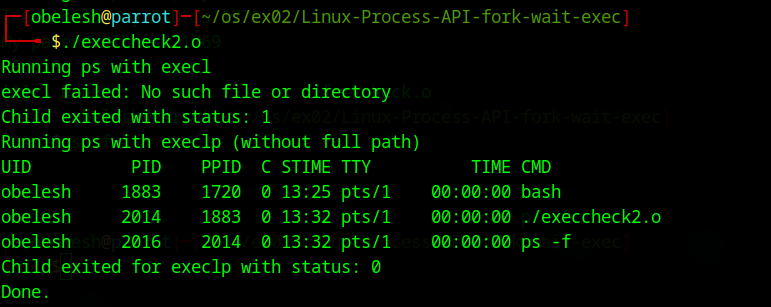 ┌─[obelesh@parrot]─[~/os/ex02/Linux-Process-API-fork-wait-exec]
└──╼ $./execcheck2.o
Running ps with execl
execl failed: No such file or directory
Child exited with status: 1
Running ps with execlp (without full path)
UID          PID    PPID  C STIME TTY          TIME CMD
obelesh     1883    1720  0 13:25 pts/1    00:00:00 bash
obelesh     2014    1883  0 13:32 pts/1    00:00:00 ./execcheck2.o
obelesh     2016    2014  0 13:32 pts/1    00:00:00 ps -f
Child exited for execlp with status: 0
Done.